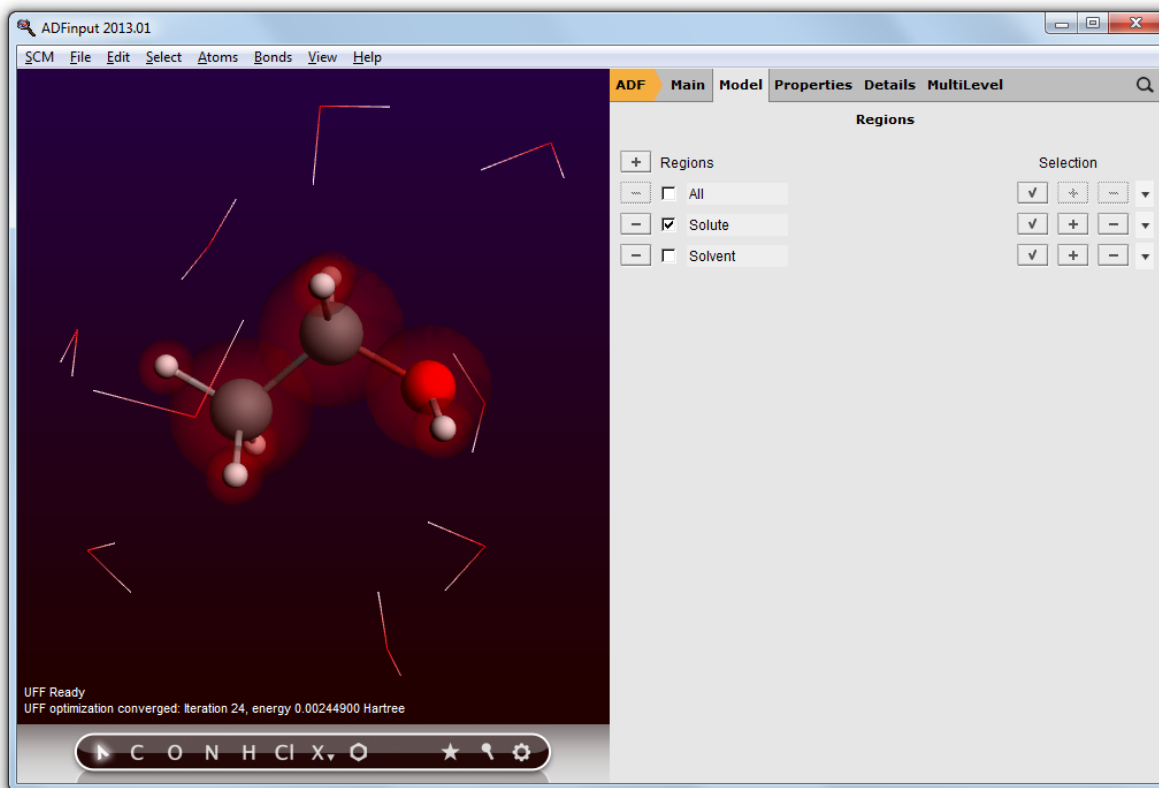 ADFinput 2013.01
SCM File Edit Select Atoms Bonds View Help
ADF Main Model Properties Details MultiLevel
Regions
+ Regions Selection
All
Solute
Solvent
UFF Ready
UFF optimization converged: Iteration 24, energy 0.00244900 Hartree
C O N H Cl X